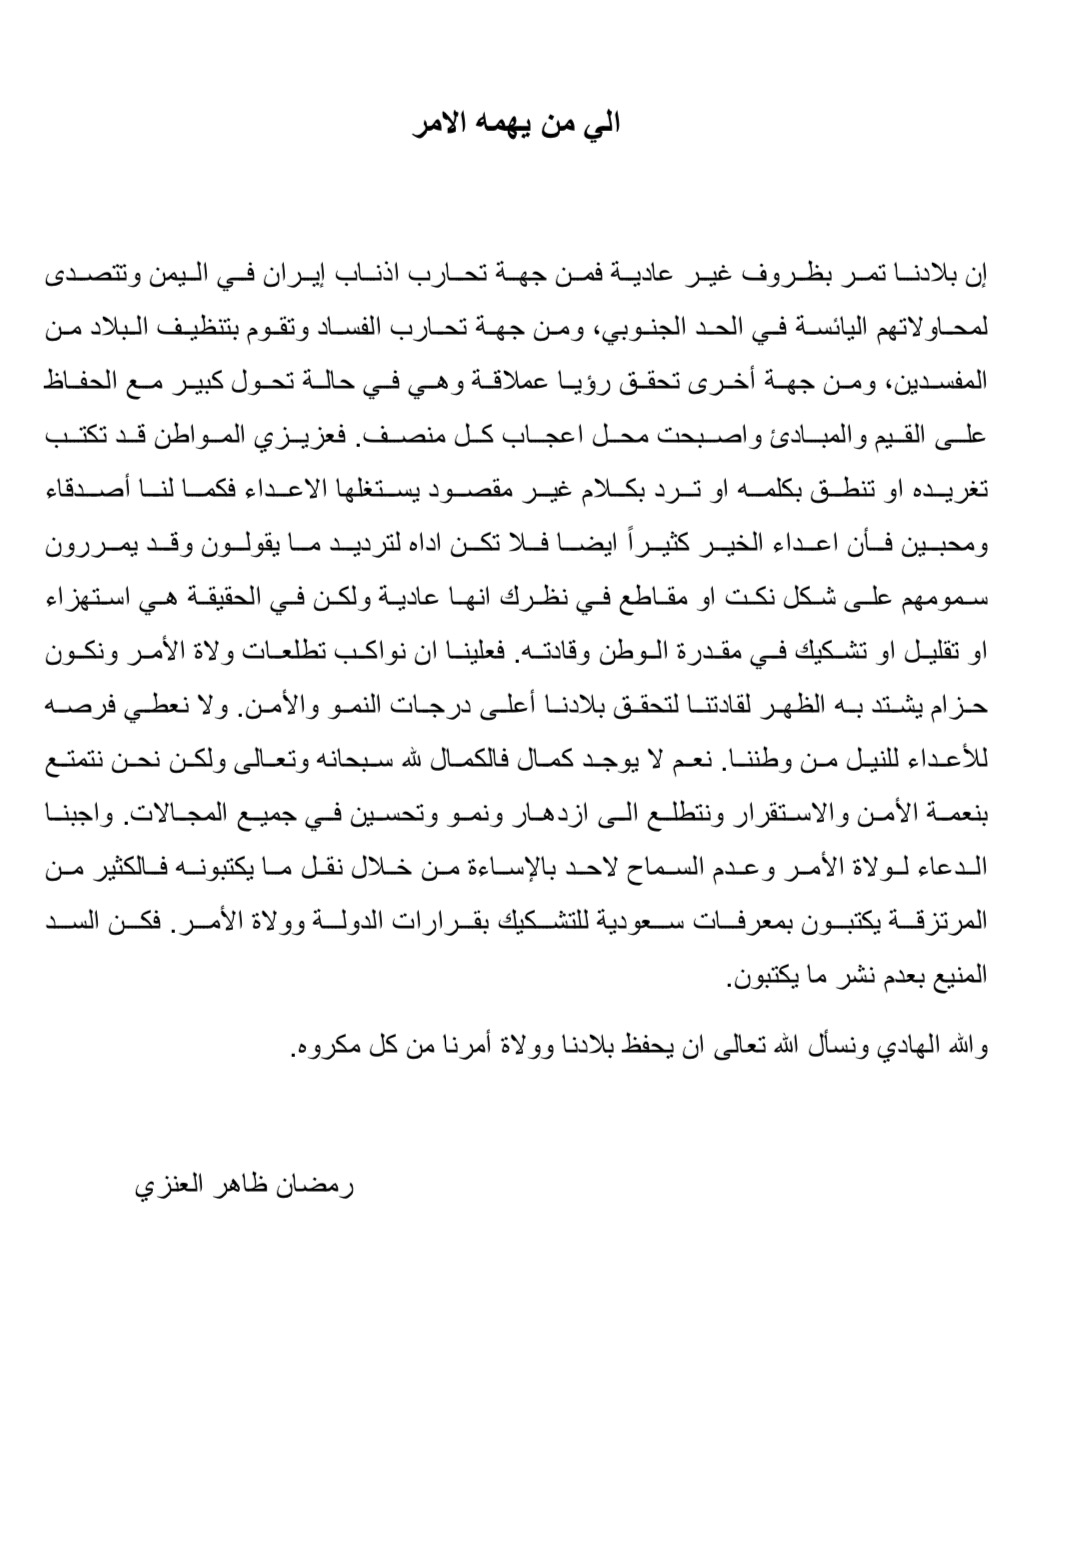 الي من يهمه الامر
إن بلادنا تمر بظروف غير عادية فمن جهة تحارب اذناب إيران في اليمن وتتصدى
لمحاولاتهم اليائسة في الحد الجنوبي، ومن جهة تحارب الفساد وتقوم بتنظيف البلاد من
المفسدين، ومن جهة أخرى تحقق رؤيا عملاقة وهي في حالة تحول كبير مع الحفاظ
على القيم والمبادئ واصبحت محل اعجاب كل منصف. فعزيزي المواطن قد تكتب
تغريده او تنطق بكلمه او ترد بكلام غير مقصود يستغلها الاعداء فكما لنا أصدقاء
ومحبين فأن اعداء الخير كثيراً ايضا فلا تكن اداه لترديد ما يقولون وقد يمررون
سمومهم على شكل نكت او مقاطع في نظرك انها عادية ولكن في الحقيقة هي استهزاء
او تقليل او تشكيك في مقدرة الوطن وقادته. فعلينا ان نواكب تطلعات ولاة الأمر ونكون
حزام يشتد به الظهر لقادتنا لتحقق بلادنا أعلى درجات النمو والأمن. ولا نعطي فرصه
للأعداء للنيل من وطننا. نعم لا يوجد كمال فالكمال لله سبحانه وتعالى ولكن نحن نتمتع
بنعمة الأمن والاستقرار ونتطلع الى ازدهار ونمو وتحسين في جميع المجالات. واجبنا
الدعاء لولاة الأمر وعدم السماح لاحد بالإساءة من خلال نقل ما يكتبونه فالكثير من
المرتزقة يكتبون بمعرفات سعودية للتشكيك بقرارات الدولة وولاة الأمر. فكن السد
المنيع بعدم نشر ما يكتبون.
والله الهادي ونسأل الله تعالى ان يحفظ بلادنا وولاة أمرنا من كل مكروه.
رمضان ظاهر العنزي